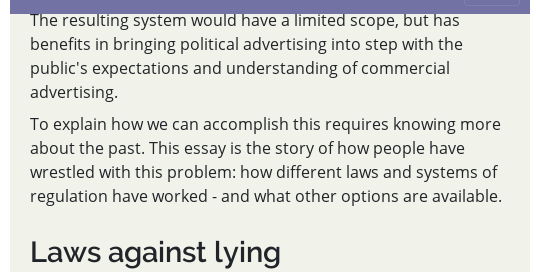 The resulting system would have a limited scope, but has
benefits in bringing political advertising into step with the
public's expectations and understanding of commercial
advertising.
To explain how we can accomplish this requires knowing more
about the past. This essay is the story of how people have
wrestled with this problem: how different laws and systems of
regulation have worked - and what other options are available.
Laws against lying